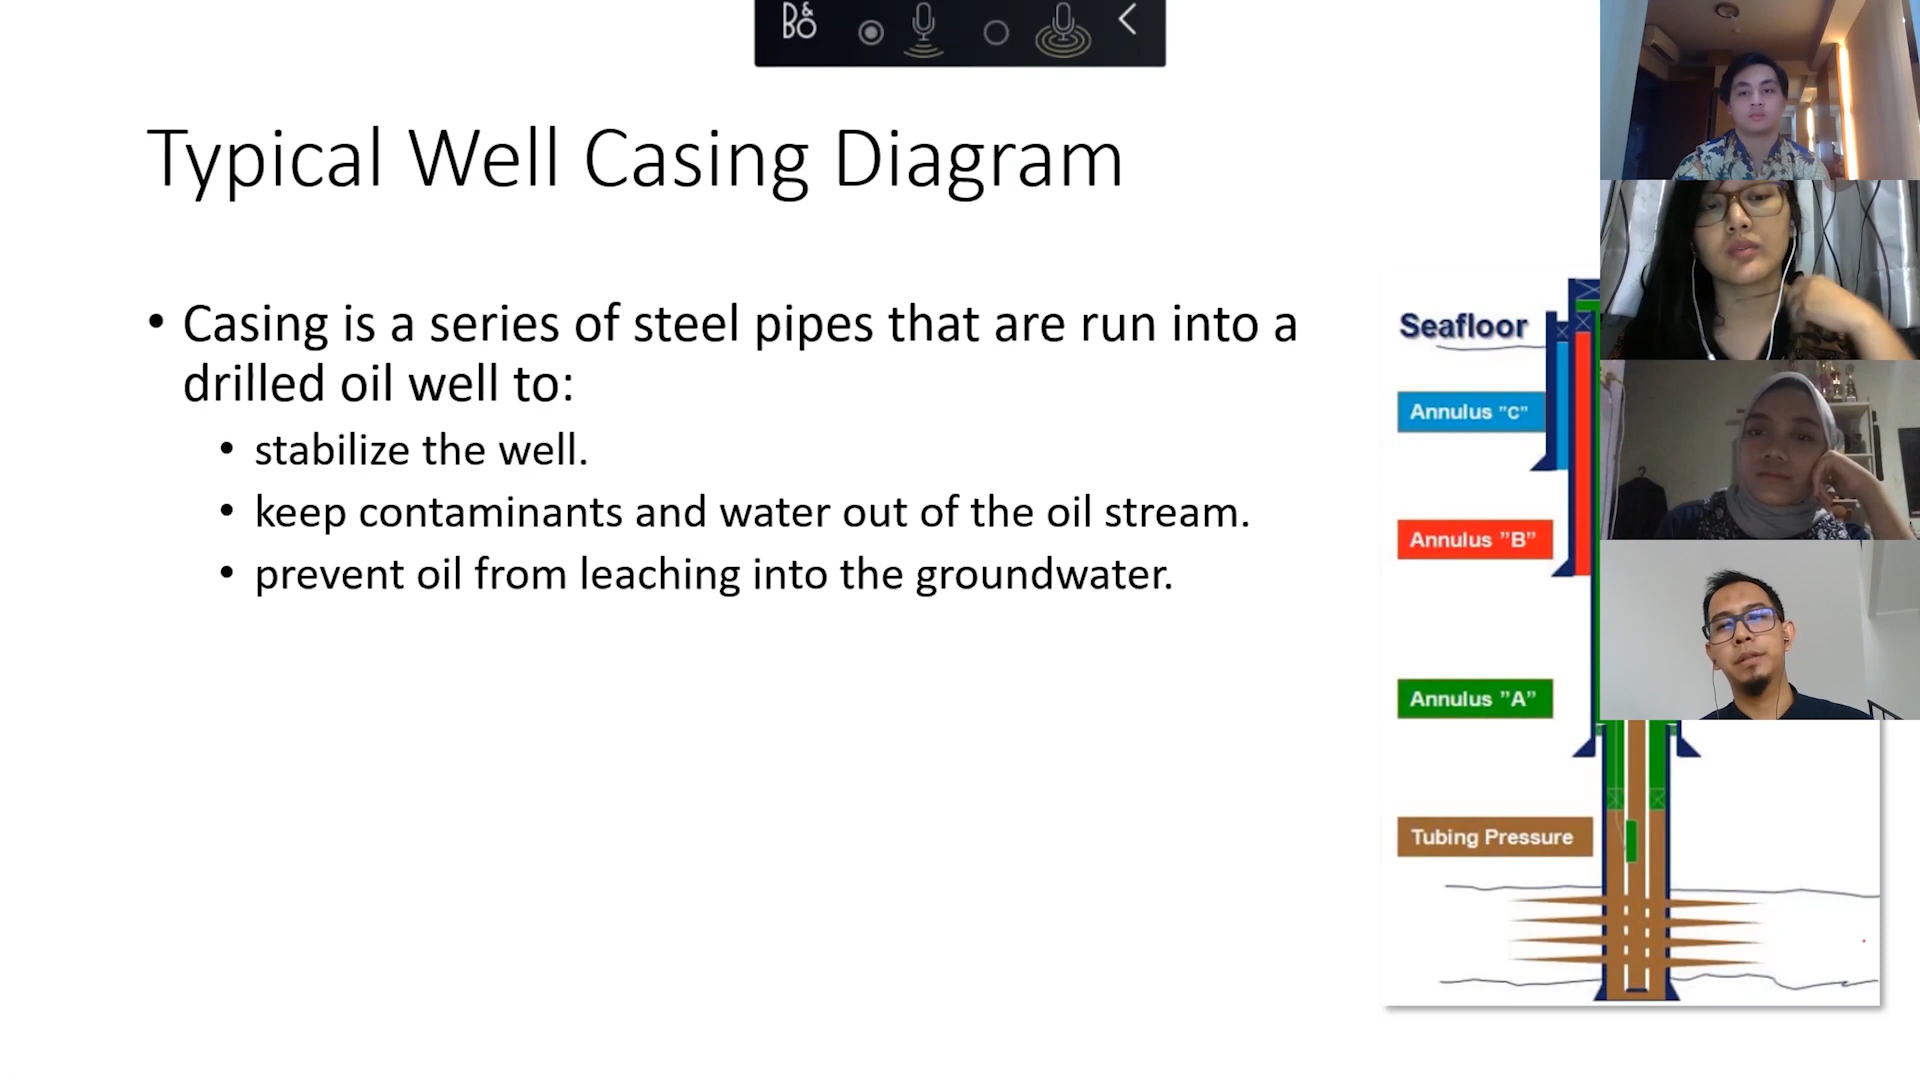 B&O
Typical Well Casing Diagram
• Casing is a series of steel pipes that are run into a
drilled oil well to:
• stabilize the well.
• keep contaminants and water out of the oil stream.
• prevent oil from leaching into the groundwater.
Seafloor
Annulus "C"
Annulus "B"
Annulus "A"
Tubing Pressure